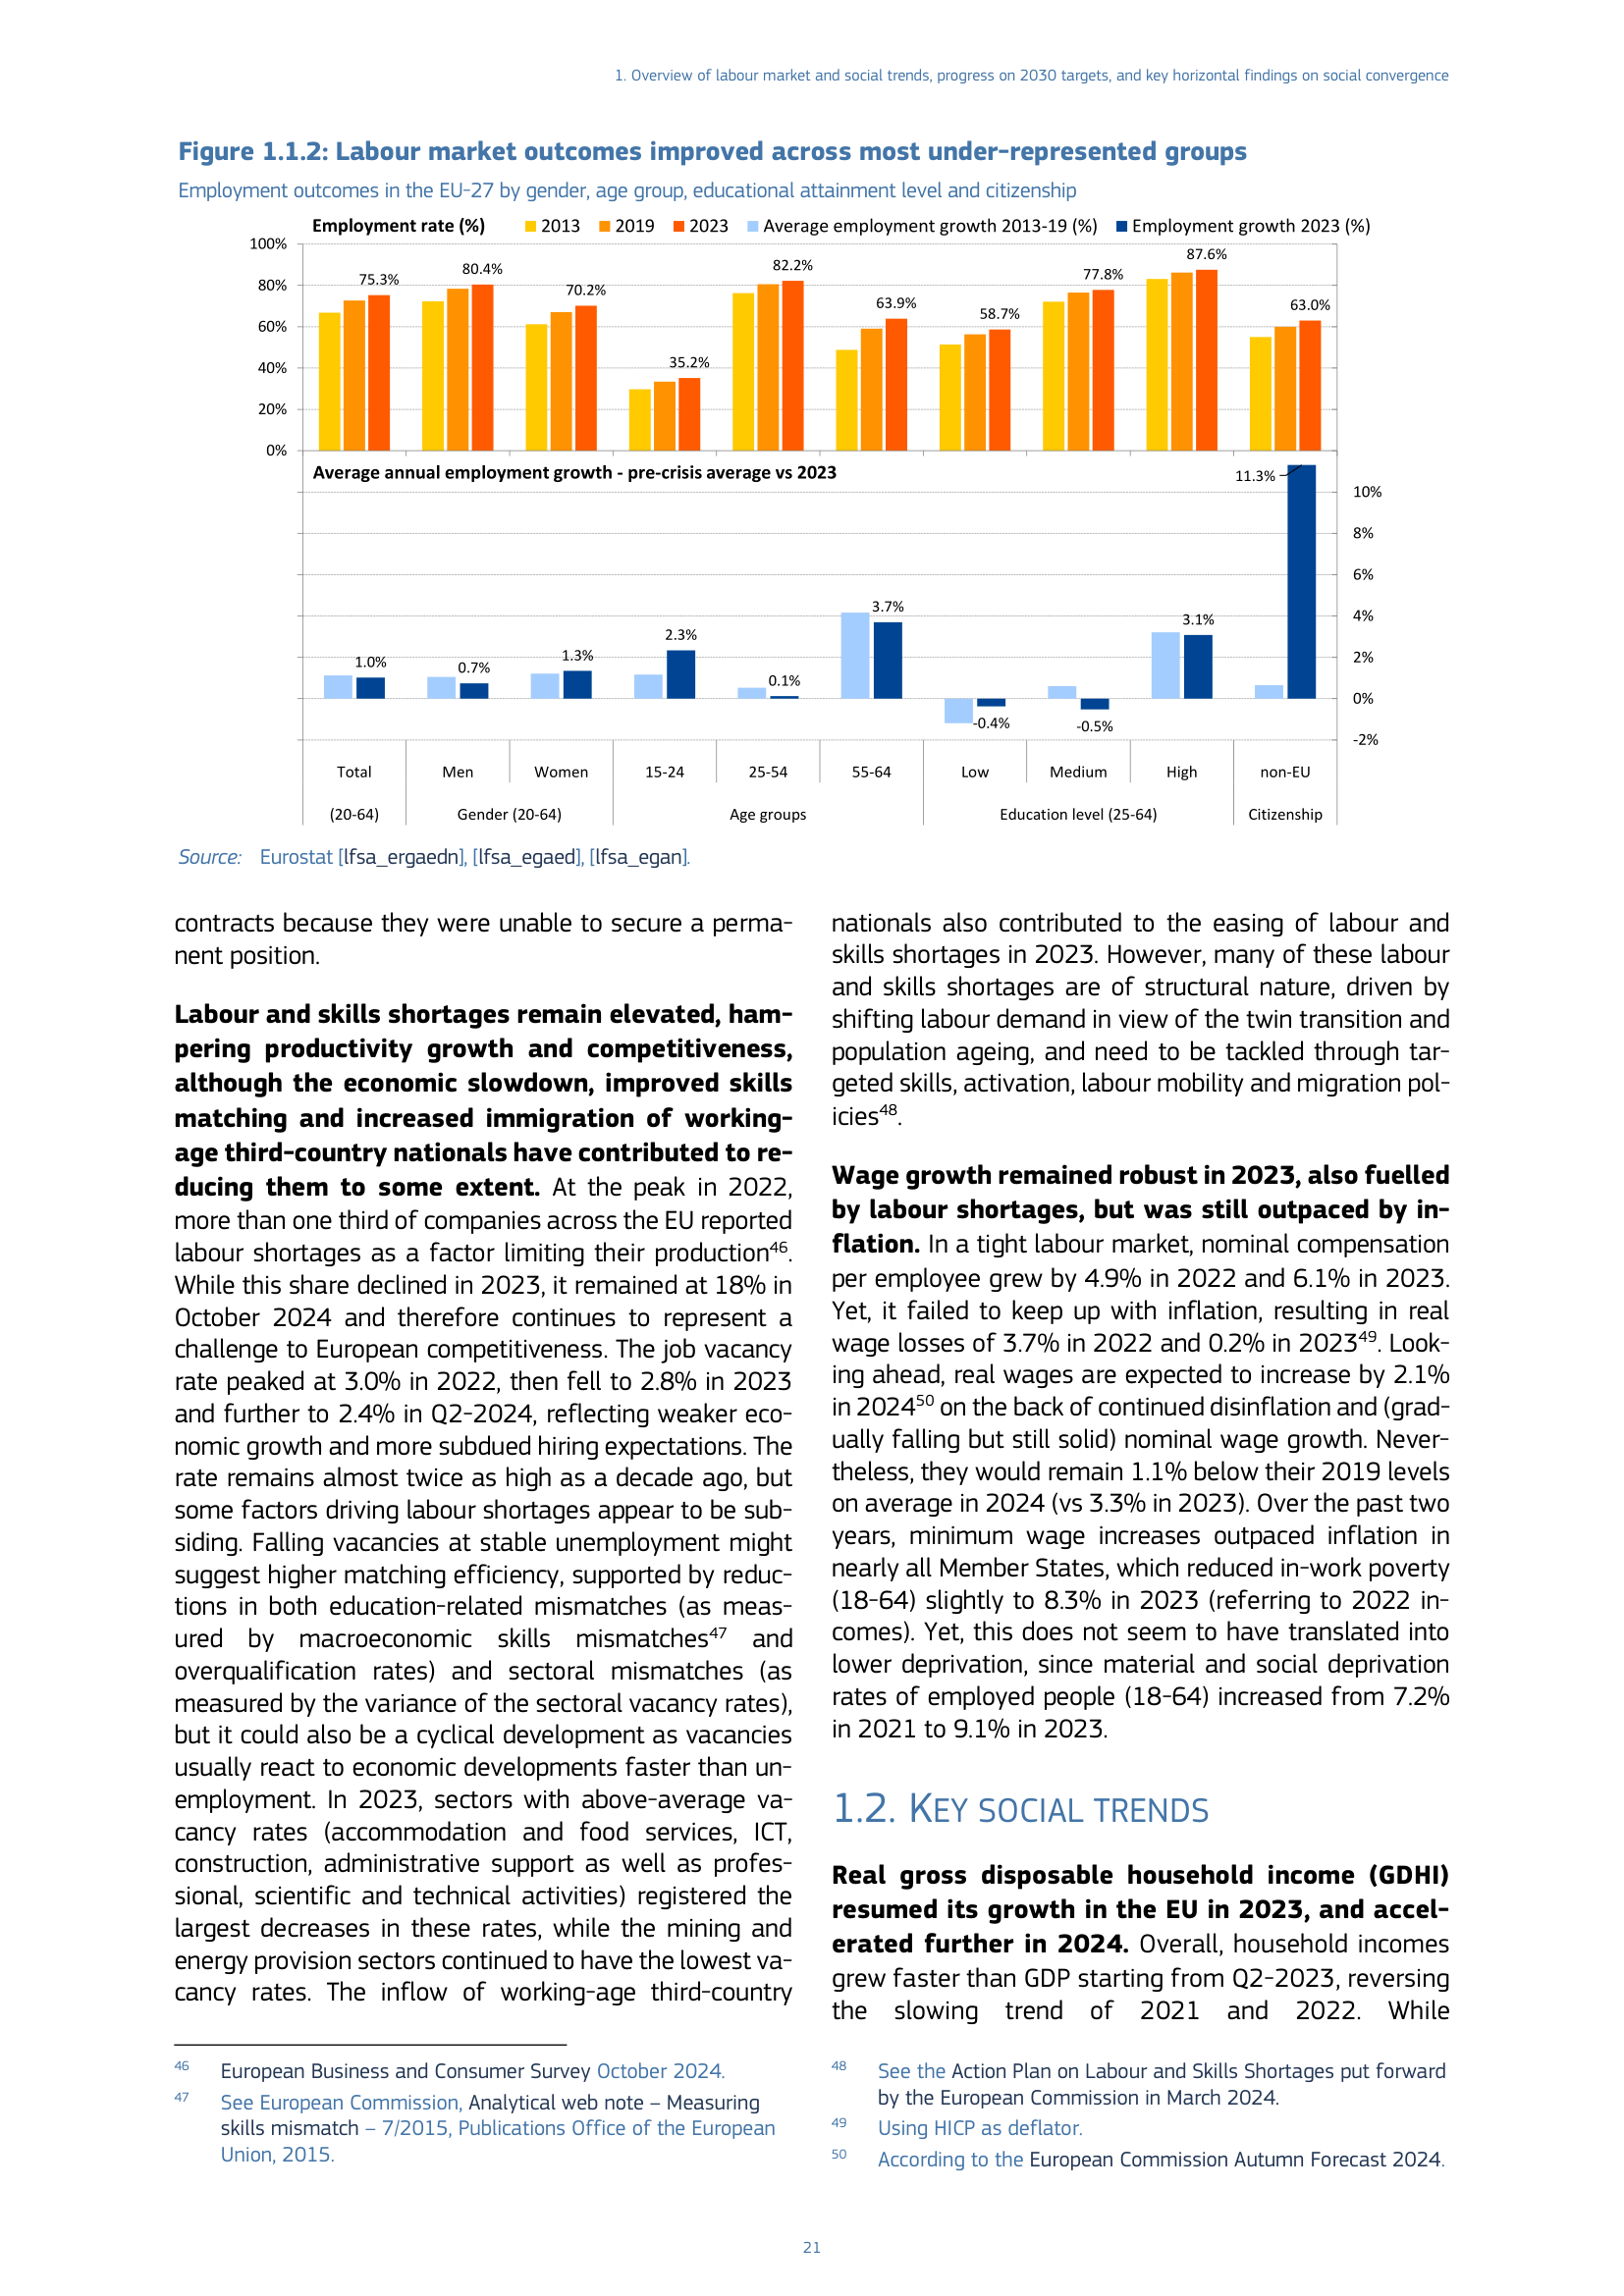 1. Overview of labour market and social trends, progress on 2030 targets, and key horizontal findings on social convergence
Figure 1.1.2: Labour market outcomes improved across most under-represented groups
Employment outcomes in the EU-27 by gender, age group, educational attainment level and citizenship
Employment rate (%) 2013 2019 2023 Average employment growth 2013-19 (%) Employment growth 2023 (%)
100%
80%
60%
40%
20%
0%
75.3% 80.4% 70.2% 35.2% 82.2% 63.9% 58.7% 77.8% 87.6% 63.0%
Average annual employment growth - pre-crisis average vs 2023
10%
8%
6%
4%
2%
0%
-2%
1.0% 0.7% 1.3% 2.3% 0.1% 3.7% -0.4% -0.5% 3.1% 11.3%
Total Men Women 15-24 25-54 55-64 Low Medium High non-EU
(20-64) Gender (20-64) Age groups Education level (25-64) Citizenship
Source: Eurostat [lfsa_ergaedn], [lfsa_egaed], [lfsa_egan].
contracts because they were unable to secure a perma-
nent position.
Labour and skills shortages remain elevated, ham-
pering productivity growth and competitiveness,
although the economic slowdown, improved skills
matching and increased immigration of working-
age third-country nationals have contributed to re-
ducing them to some extent. At the peak in 2022,
more than one third of companies across the EU reported
labour shortages as a factor limiting their production46.
While this share declined in 2023, it remained at 18% in
October 2024 and therefore continues to represent a
challenge to European competitiveness. The job vacancy
rate peaked at 3.0% in 2022, then fell to 2.8% in 2023
and further to 2.4% in Q2-2024, reflecting weaker eco-
nomic growth and more subdued hiring expectations. The
rate remains almost twice as high as a decade ago, but
some factors driving labour shortages appear to be sub-
siding. Falling vacancies at stable unemployment might
suggest higher matching efficiency, supported by reduc-
tions in both education-related mismatches (as meas-
ured by macroeconomic skills mismatches47 and
overqualification rates) and sectoral mismatches (as
measured by the variance of the sectoral vacancy rates),
but it could also be a cyclical development as vacancies
usually react to economic developments faster than un-
employment. In 2023, sectors with above-average va-
cancy rates (accommodation and food services, ICT,
construction, administrative support as well as profes-
sional, scientific and technical activities) registered the
largest decreases in these rates, while the mining and
energy provision sectors continued to have the lowest va-
cancy rates. The inflow of working-age third-country
nationals also contributed to the easing of labour and
skills shortages in 2023. However, many of these labour
and skills shortages are of structural nature, driven by
shifting labour demand in view of the twin transition and
population ageing, and need to be tackled through tar-
geted skills, activation, labour mobility and migration pol-
icies48.
Wage growth remained robust in 2023, also fuelled
by labour shortages, but was still outpaced by in-
flation. In a tight labour market, nominal compensation
per employee grew by 4.9% in 2022 and 6.1% in 2023.
Yet, it failed to keep up with inflation, resulting in real
wage losses of 3.7% in 2022 and 0.2% in 202349. Look-
ing ahead, real wages are expected to increase by 2.1%
in 202450 on the back of continued disinflation and (grad-
ually falling but still solid) nominal wage growth. Never-
theless, they would remain 1.1% below their 2019 levels
on average in 2024 (vs 3.3% in 2023). Over the past two
years, minimum wage increases outpaced inflation in
nearly all Member States, which reduced in-work poverty
(18-64) slightly to 8.3% in 2023 (referring to 2022 in-
comes). Yet, this does not seem to have translated into
lower deprivation, since material and social deprivation
rates of employed people (18-64) increased from 7.2%
in 2021 to 9.1% in 2023.
1.2. KEY SOCIAL TRENDS
Real gross disposable household income (GDHI)
resumed its growth in the EU in 2023, and accel-
erated further in 2024. Overall, household incomes
grew faster than GDP starting from Q2-2023, reversing
the slowing trend of 2021 and 2022. While
46 European Business and Consumer Survey October 2024.
47 See European Commission, Analytical web note – Measuring
skills mismatch – 7/2015, Publications Office of the European
Union, 2015.
48 See the Action Plan on Labour and Skills Shortages put forward
by the European Commission in March 2024.
49 Using HICP as deflator.
50 According to the European Commission Autumn Forecast 2024.
21